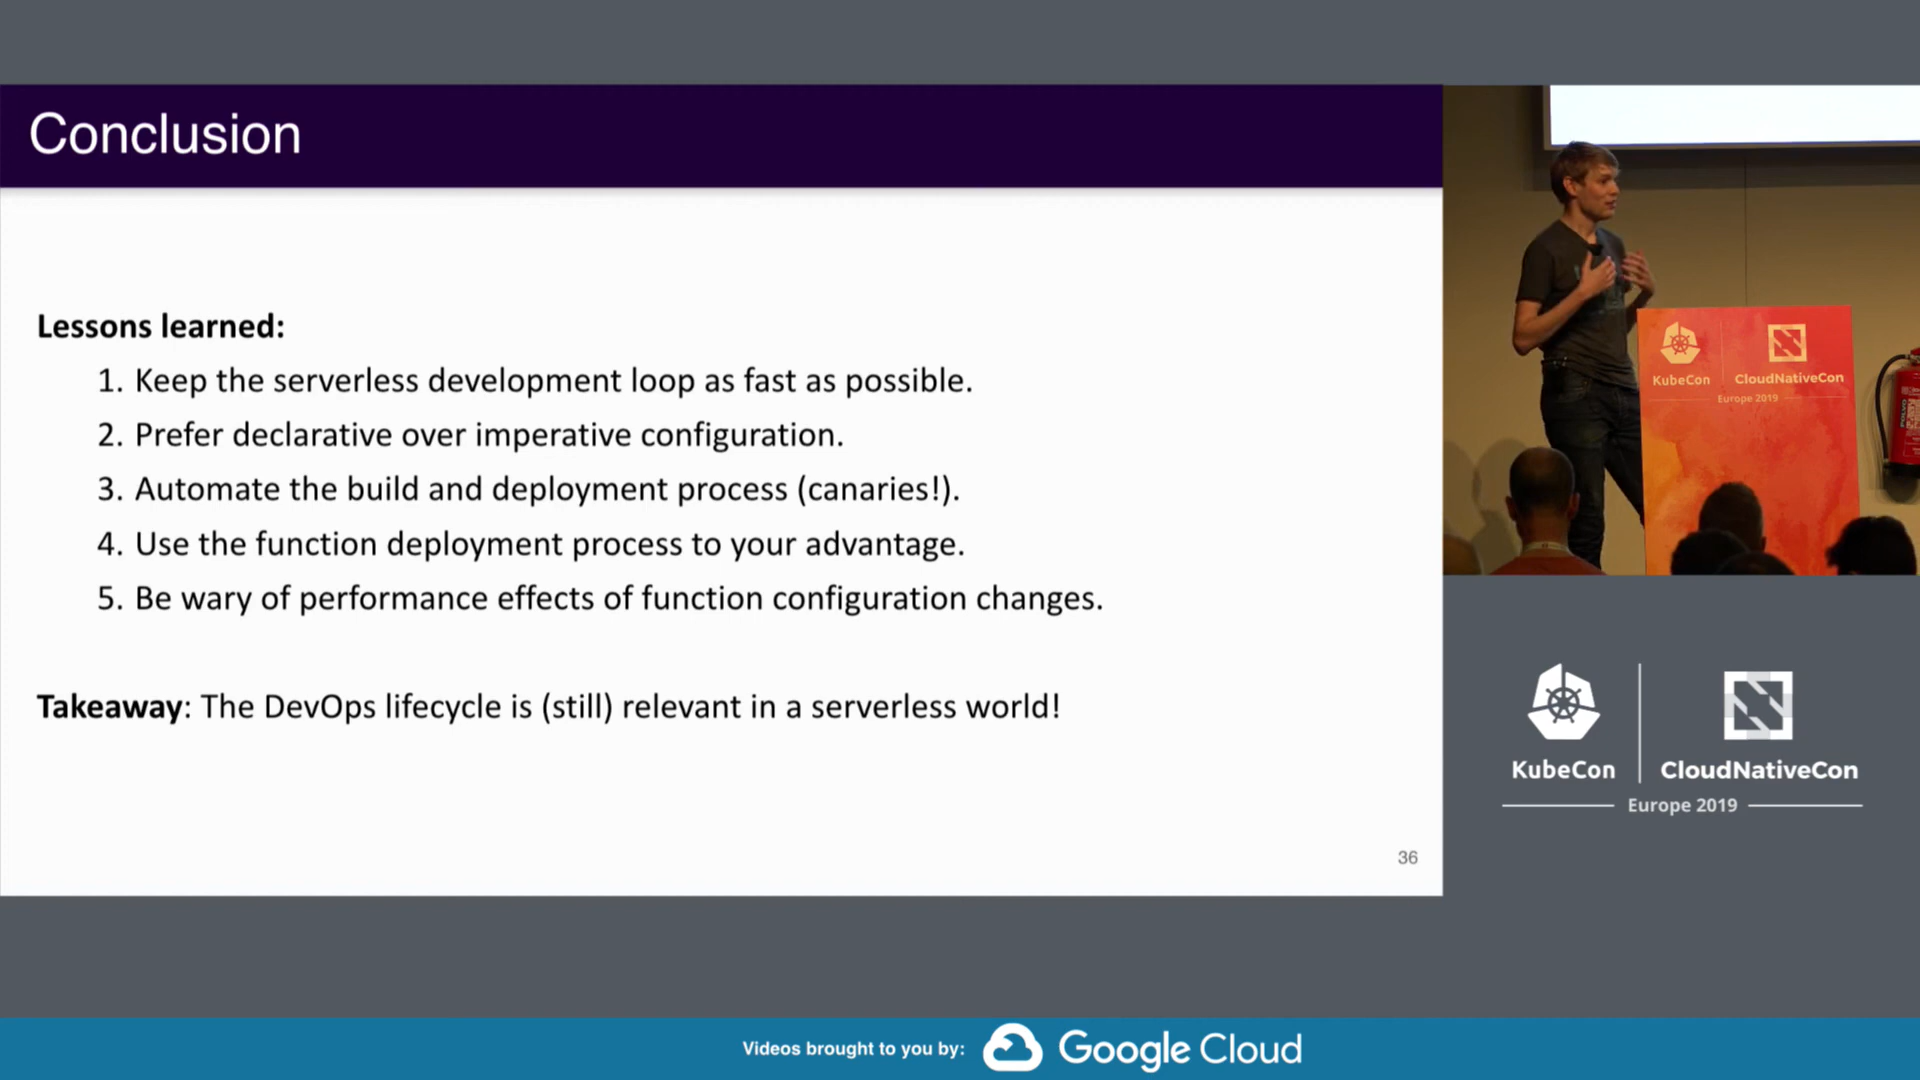 Conclusion
Lessons learned:
1. Keep the serverless development loop as fast as possible.
2. Prefer declarative over imperative configuration.
3. Automate the build and deployment process (canaries!).
4. Use the function deployment process to your advantage.
5. Be wary of performance effects of function configuration changes.
Takeaway: The DevOps lifecycle is (still) relevant in a serverless world!
36
KubeCon
CloudNativeCon
Europe 2019
KubeCon
CloudNativeCon
Europe 2019
Videos brought to you by:
Google Cloud